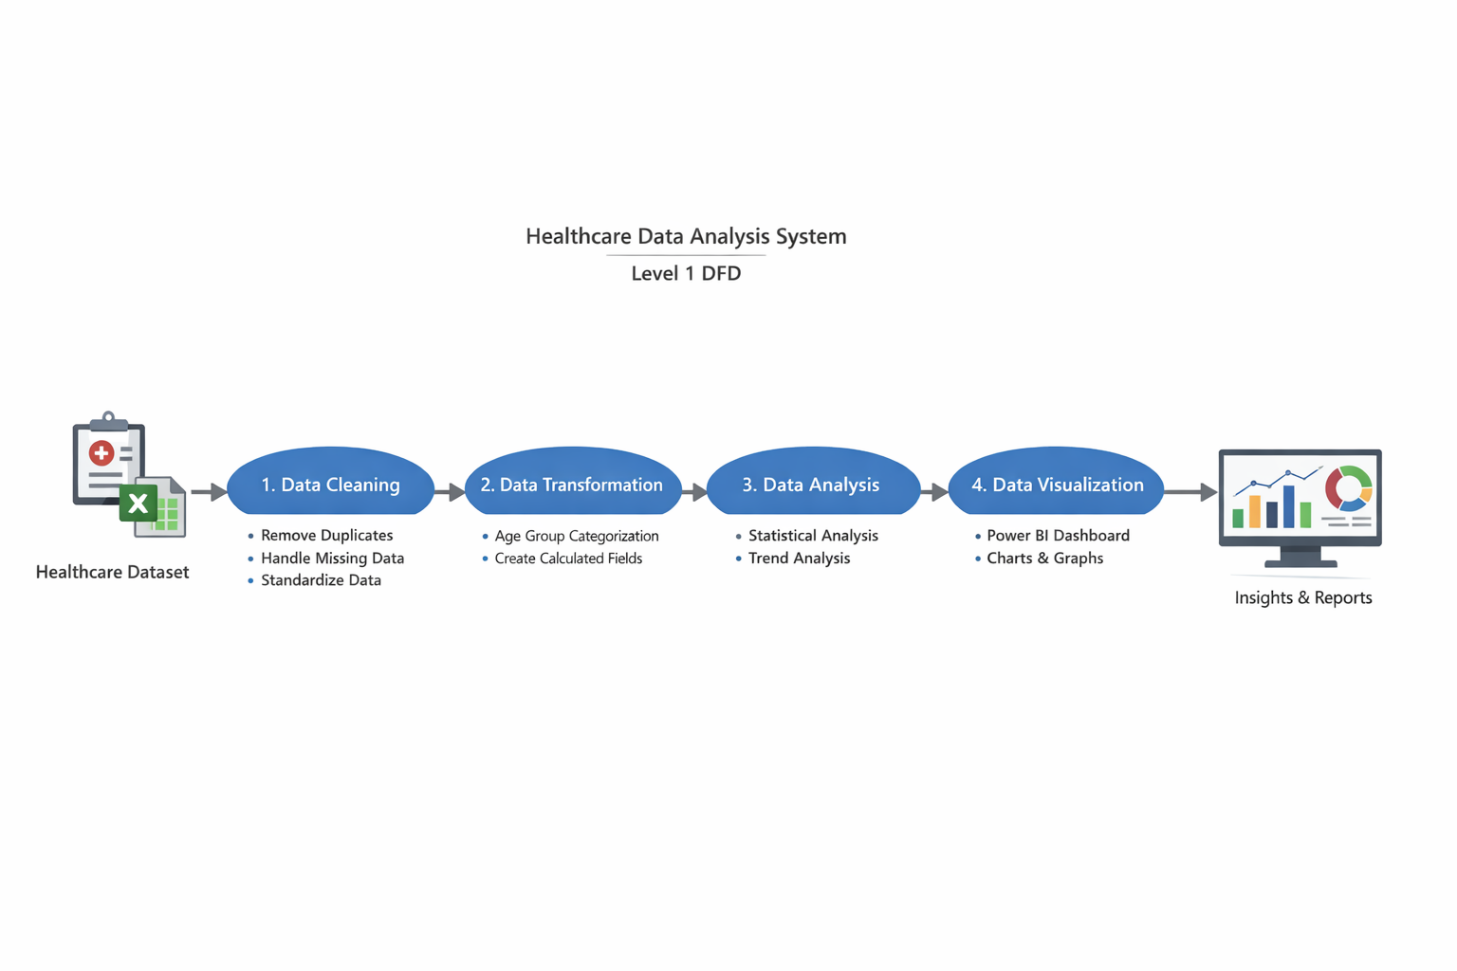 Healthcare Data Analysis System
Level 1 DFD
X
Healthcare Dataset
1. Data Cleaning
• Remove Duplicates
• Handle Missing Data
• Standardize Data
2. Data Transformation
• Age Group Categorization
• Create Calculated Fields
3. Data Analysis
• Statistical Analysis
• Trend Analysis
4. Data Visualization
• Power BI Dashboard
• Charts & Graphs
Insights & Reports